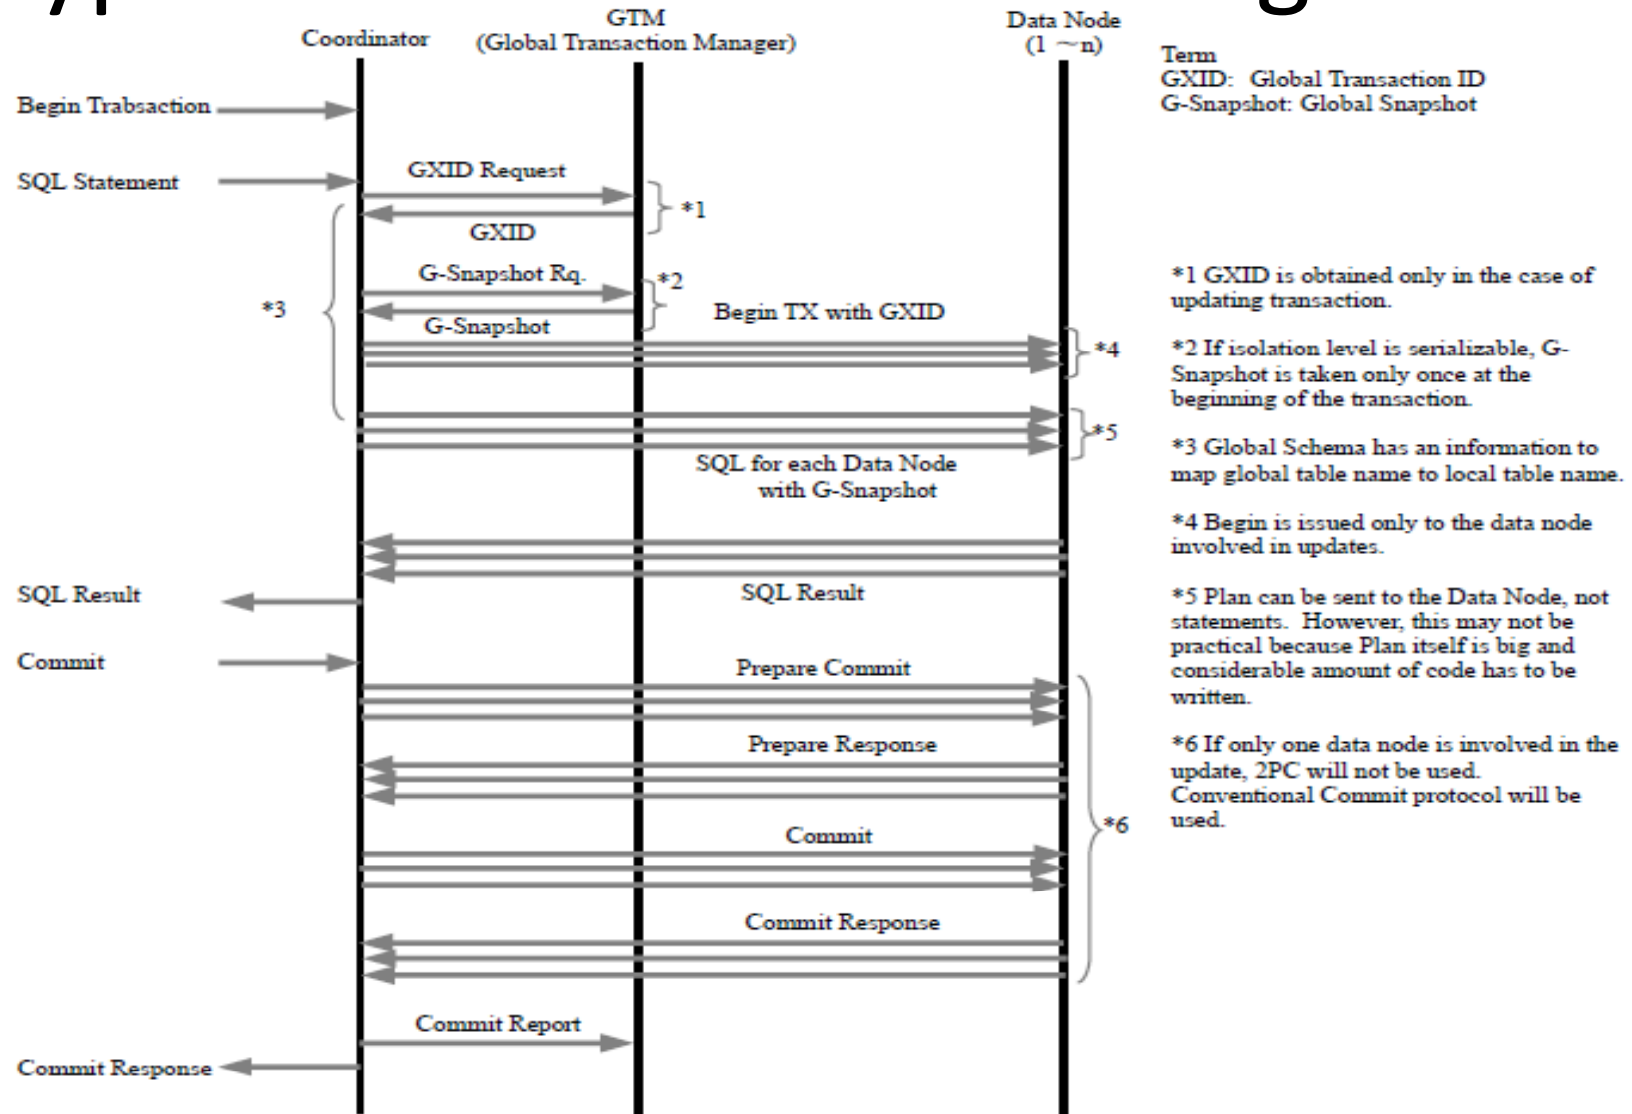 Coordinator
GTM
(Global Transaction Manager)
Data Node
(1 ~n)
Term
GXID: Global Transaction ID
G-Snapshot: Global Snapshot
Begin Trabsaction
SQL Statement
GXID Request
*1
GXID
G-Snapshot Rq.
*2
*3
G-Snapshot
Begin TX with GXID
*4
*5
SQL for each Data Node
with G-Snapshot
SQL Result
SQL Result
Commit
Prepare Commit
Prepare Response
*6
Commit
Commit Response
Commit Report
Commit Response
*1 GXID is obtained only in the case of
updating transaction.
*2 If isolation level is serializable, G-
Snapshot is taken only once at the
beginning of the transaction.
*3 Global Schema has an information to
map global table name to local table name.
*4 Begin is issued only to the data node
involved in updates.
*5 Plan can be sent to the Data Node, not
statements. However, this may not be
practical because Plan itself is big and
considerable amount of code has to be
written.
*6 If only one data node is involved in the
update, 2PC will not be used.
Conventional Commit protocol will be
used.